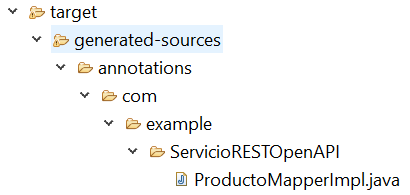 target
generated-sources
annotations
com
example
ServicioRESTOpenAPI
ProductoMapperImpl.java